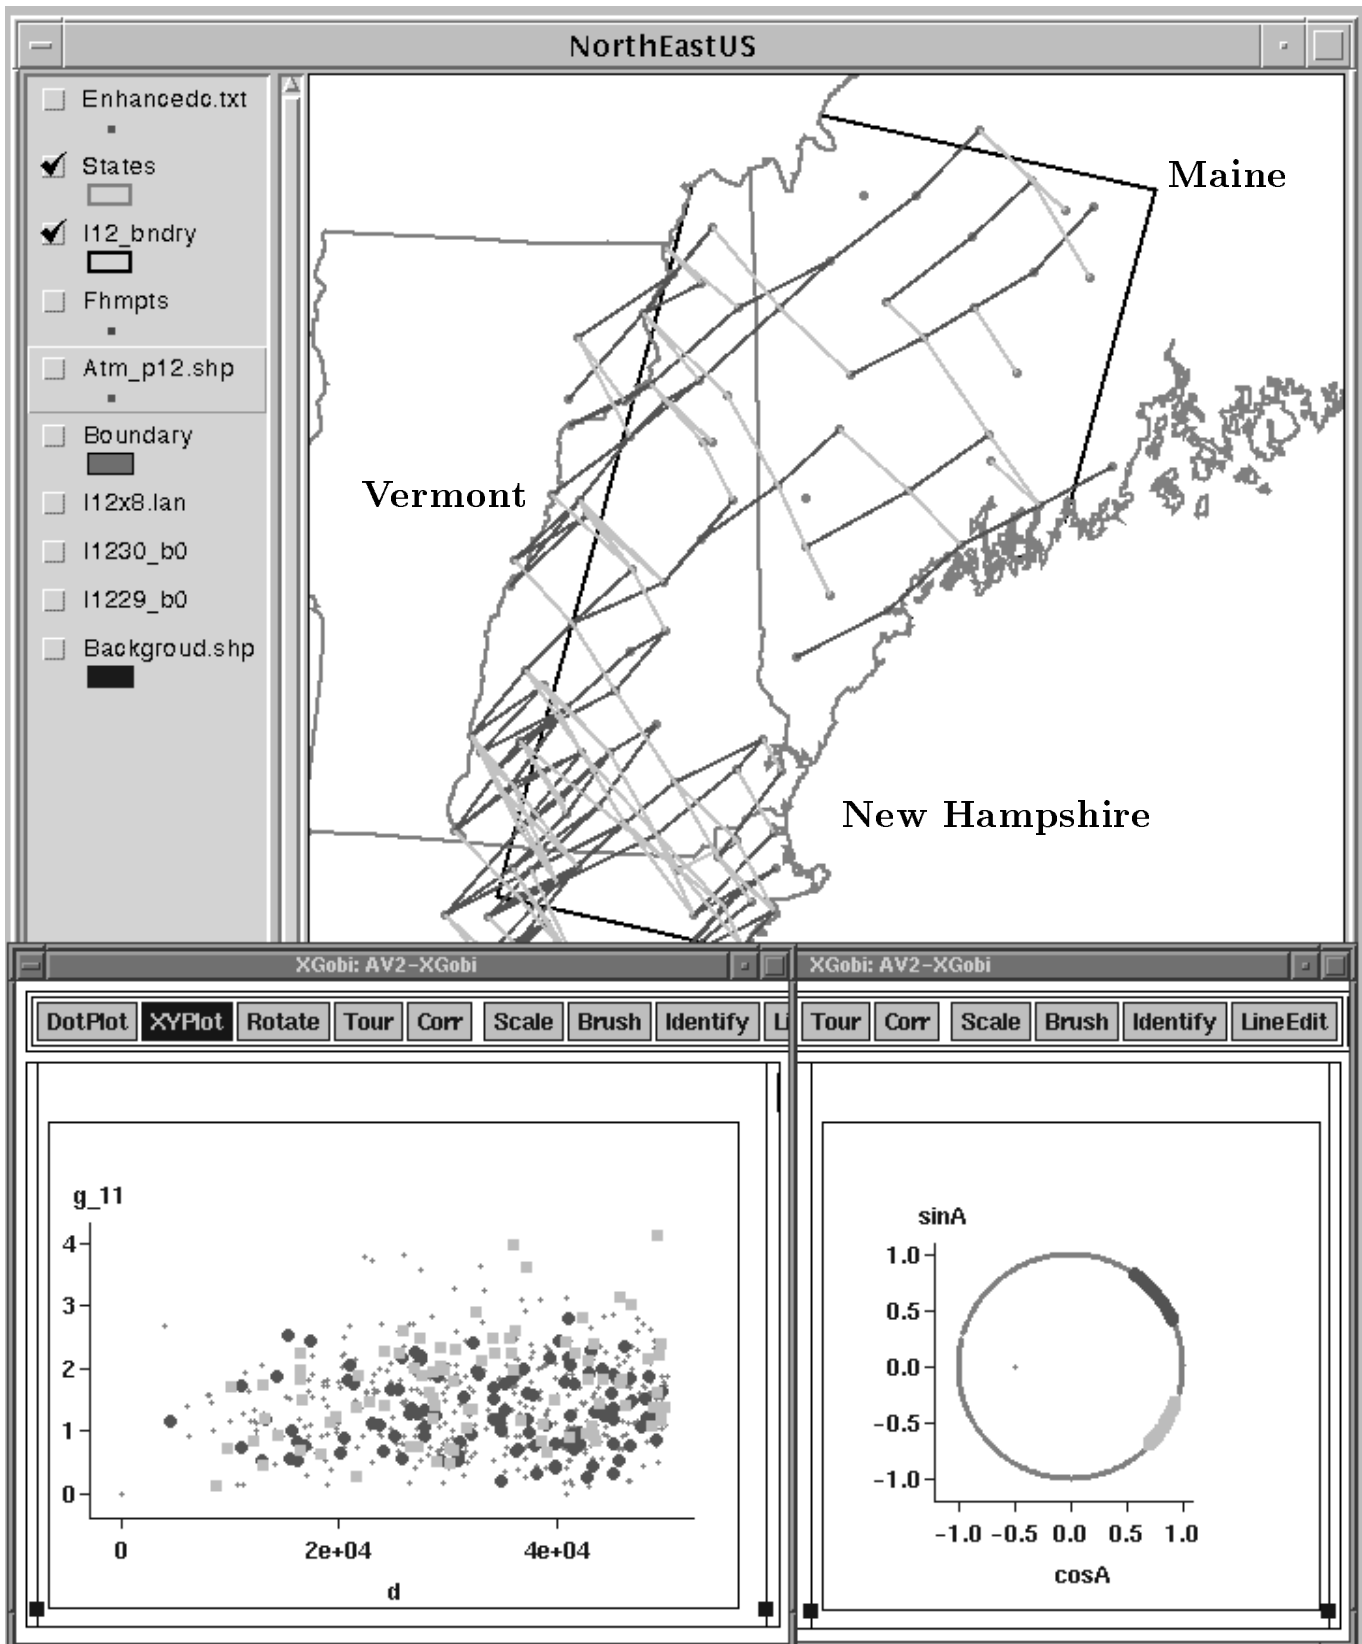 NorthEastUS
Enhancedc.txt
States
l12_bndry
Fhmpts
Atm_p12.shp
Boundary
l12x8.lan
l1230_b0
l1229_b0
Backgroud.shp
Maine
Vermont
New Hampshire
XGobi: AV2-XGobi
DotPlot XYPlot Rotate Tour Corr Scale Brush Identify Li
g_11
4
3
2
1
0
0 2e+04 4e+04
d
XGobi: AV2-XGobi
Tour Corr Scale Brush Identify LineEdit
sinA
1.0
0.5
0.0
-0.5
-1.0
-1.0 -0.5 0.0 0.5 1.0
cosA